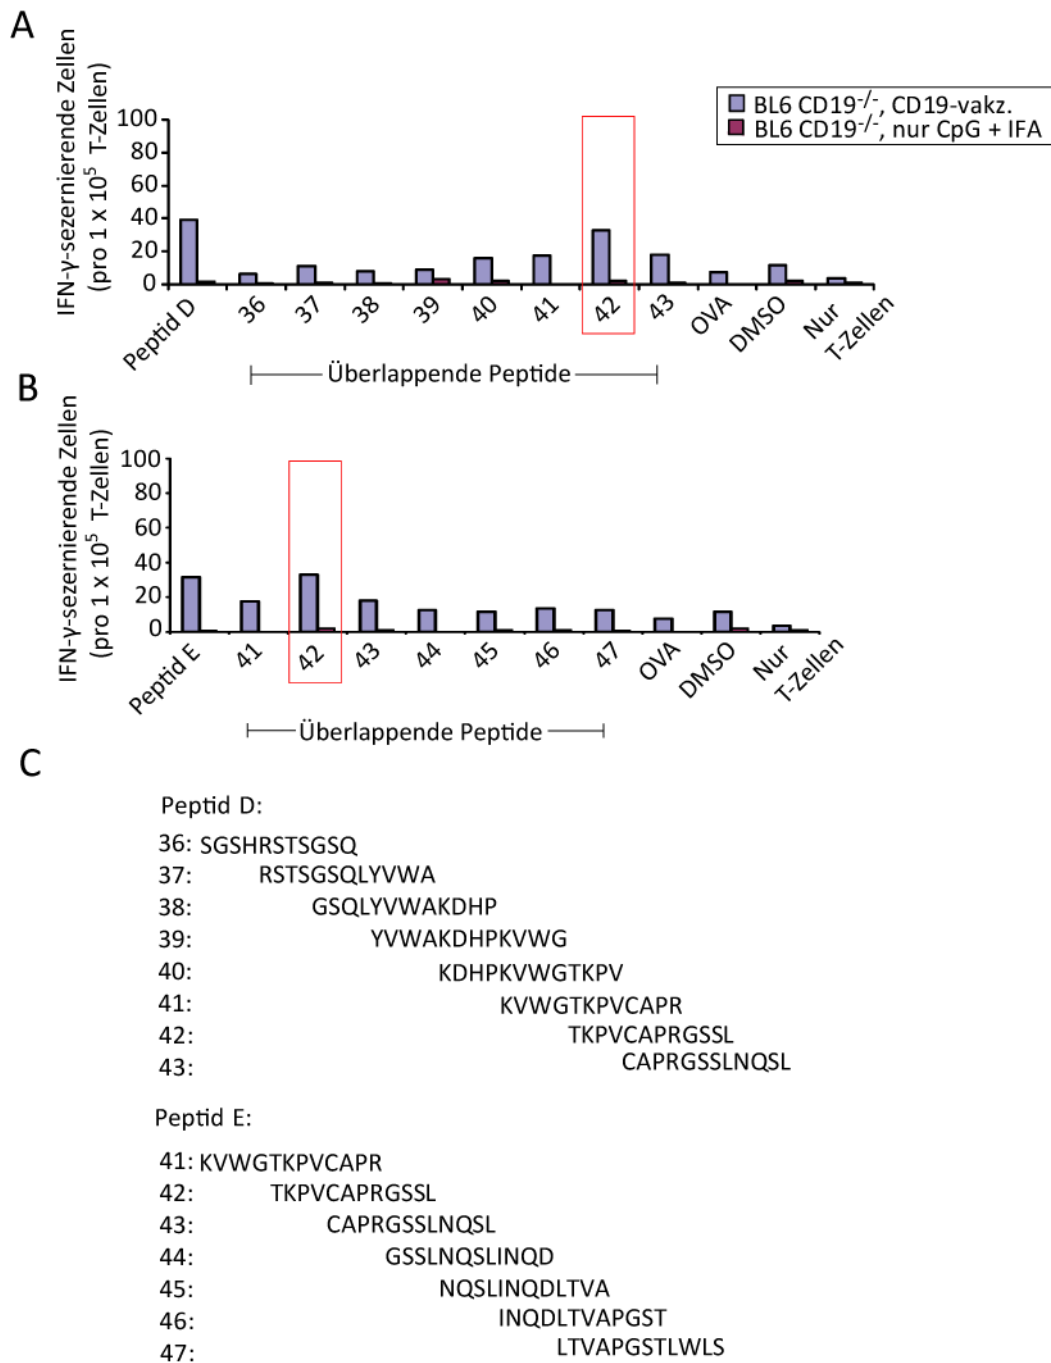 A
IFN-γ-sezernierende Zellen
(pro 1 x 10⁵ T-Zellen)
BL6 CD19⁻/⁻, CD19-vakz.
BL6 CD19⁻/⁻, nur CpG + IFA
100
80
60
40
20
0
Peptid D
36
37
38
39
40
41
42
43
OVA
DMSO
Nur
T-Zellen
Überlappende Peptide
B
IFN-γ-sezernierende Zellen
(pro 1 x 10⁵ T-Zellen)
100
80
60
40
20
0
Peptid E
41
42
43
44
45
46
47
OVA
DMSO
Nur
T-Zellen
Überlappende Peptide
C
Peptid D:
36: SGSHRSTSGSQ
37: RSTSGSQLYVWA
38: GSQLYVWAKDHP
39: YVWAKDHPKVWG
40: KDHPKVWGTKPV
41: KVWGTKPVCAPR
42: TKPVCAPRGSSL
43: CAPRGSSLNQSL
Peptid E:
41: KVWGTKPVCAPR
42: TKPVCAPRGSSL
43: CAPRGSSLNQSL
44: GSSLNQSLINQD
45: NQSLINQDLTVA
46: INQDLTVAPGST
47: LTVAPGSTLWLS